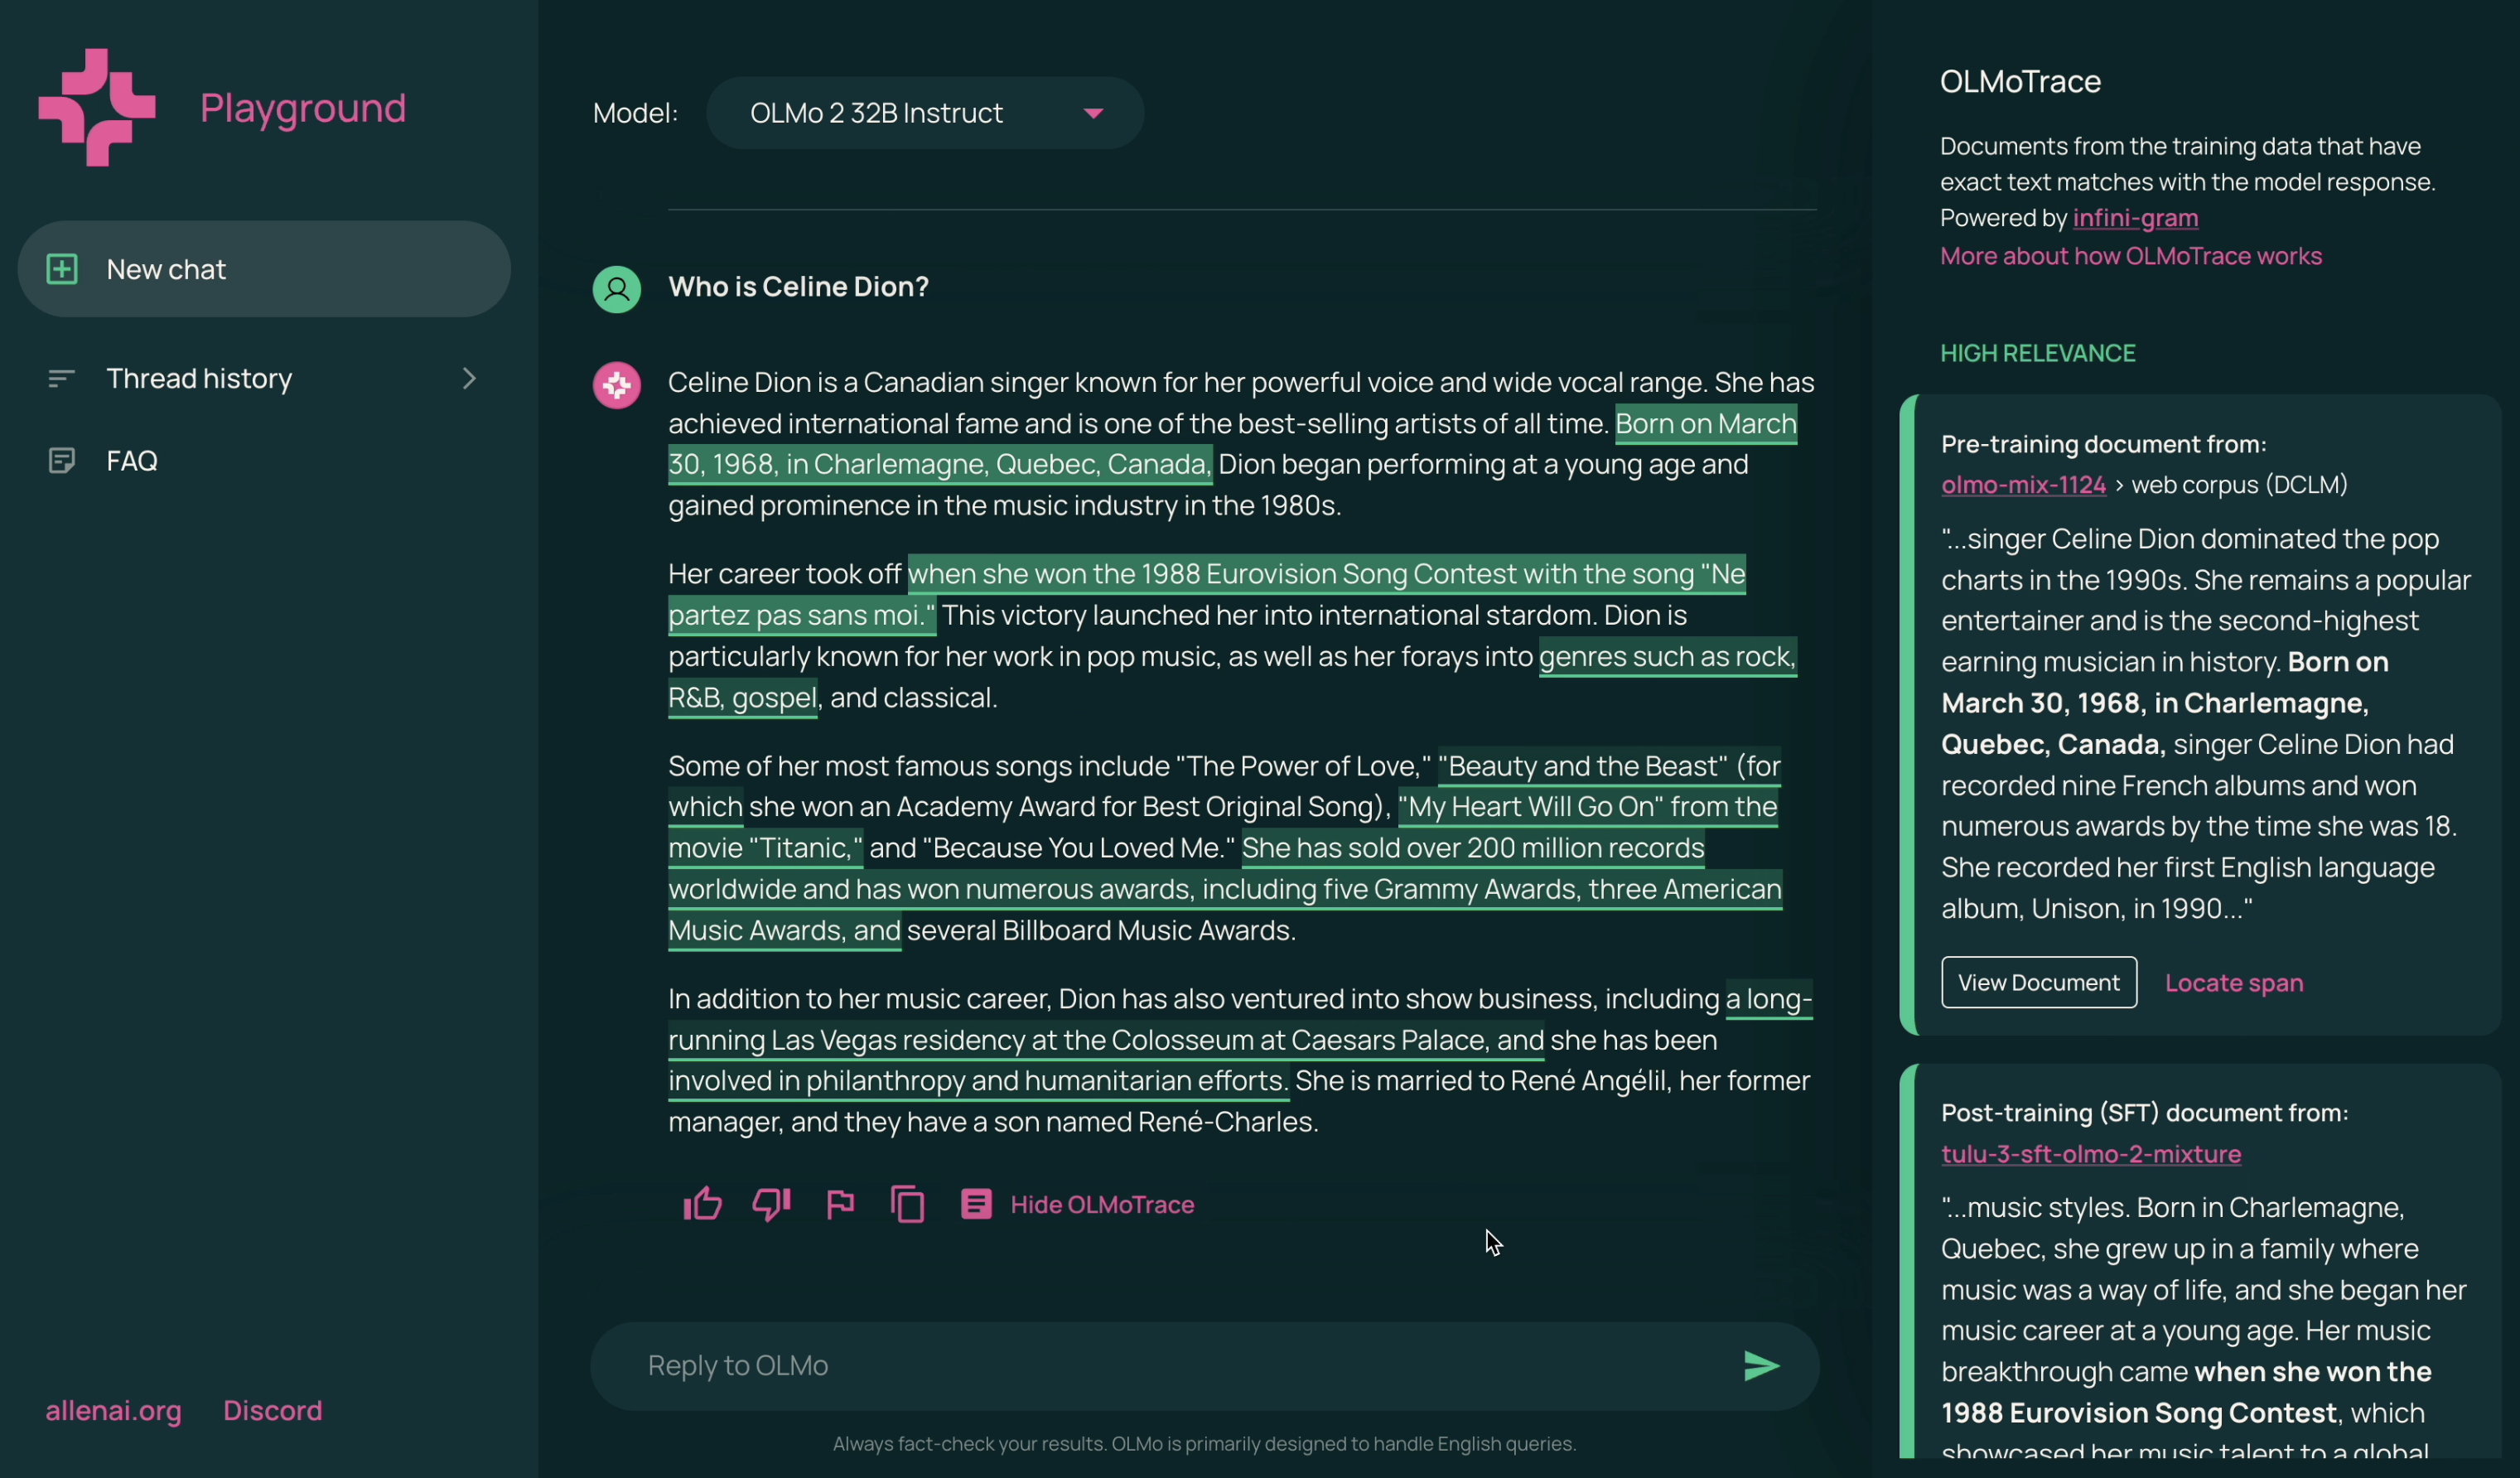 Playground
New chat
Thread history
FAQ
allenai.org
Discord
Model:
OLMo 2 32B Instruct
Who is Celine Dion?
Celine Dion is a Canadian singer known for her powerful voice and wide vocal range. She has
achieved international fame and is one of the best-selling artists of all time. Born on March
30, 1968, in Charlemagne, Quebec, Canada, Dion began performing at a young age and
gained prominence in the music industry in the 1980s.
Her career took off when she won the 1988 Eurovision Song Contest with the song "Ne
partez pas sans moi." This victory launched her into international stardom. Dion is
particularly known for her work in pop music, as well as her forays into genres such as rock,
R&B, gospel, and classical.
Some of her most famous songs include "The Power of Love," "Beauty and the Beast" (for
which she won an Academy Award for Best Original Song), "My Heart Will Go On" from the
movie "Titanic," and "Because You Loved Me." She has sold over 200 million records
worldwide and has won numerous awards, including five Grammy Awards, three American
Music Awards, and several Billboard Music Awards.
In addition to her music career, Dion has also ventured into show business, including a long-
running Las Vegas residency at the Colosseum at Caesars Palace, and she has been
involved in philanthropy and humanitarian efforts. She is married to René Angélil, her former
manager, and they have a son named René-Charles.
Hide OLMoTrace
Reply to OLMo
Always fact-check your results. OLMo is primarily designed to handle English queries.
OLMoTrace
Documents from the training data that have
exact text matches with the model response.
Powered by infini-gram
More about how OLMoTrace works
HIGH RELEVANCE
Pre-training document from:
olmo-mix-1124 › web corpus (DCLM)
"...singer Celine Dion dominated the pop
charts in the 1990s. She remains a popular
entertainer and is the second-highest
earning musician in history. Born on
March 30, 1968, in Charlemagne,
Quebec, Canada, singer Celine Dion had
recorded nine French albums and won
numerous awards by the time she was 18.
She recorded her first English language
album, Unison, in 1990..."
View Document
Locate span
Post-training (SFT) document from:
tulu-3-sft-olmo-2-mixture
"...music styles. Born in Charlemagne,
Quebec, she grew up in a family where
music was a way of life, and she began her
music career at a young age. Her music
breakthrough came when she won the
1988 Eurovision Song Contest, which
showcased her music talent to a global